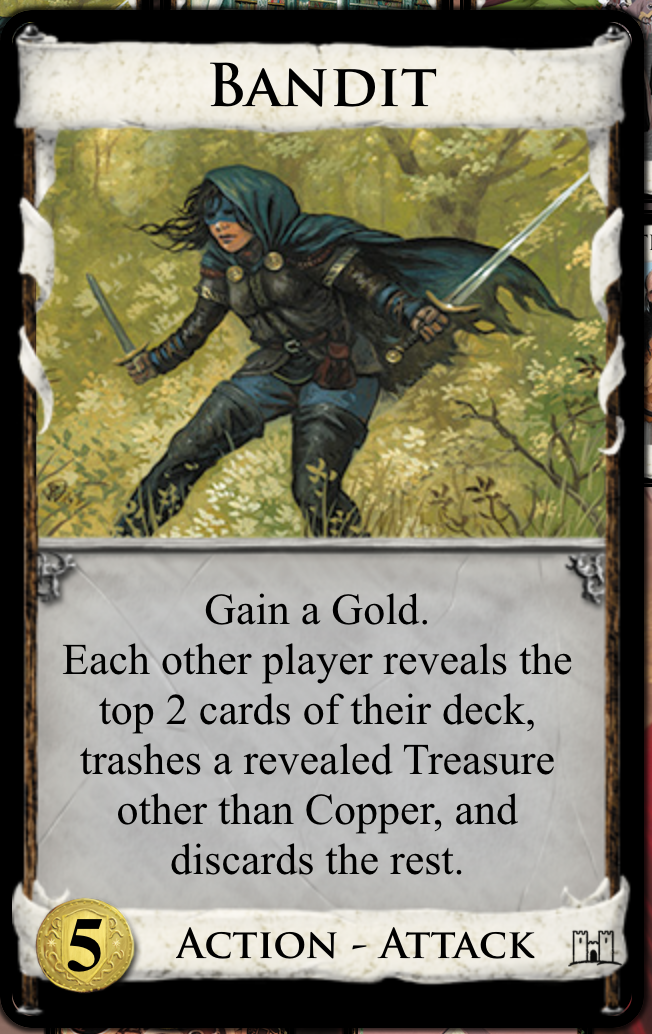 BANDIT
Gain a Gold.
Each other player reveals the
top 2 cards of their deck,
trashes a revealed Treasure
other than Copper, and
discards the rest.
5 ACTION - ATTACK